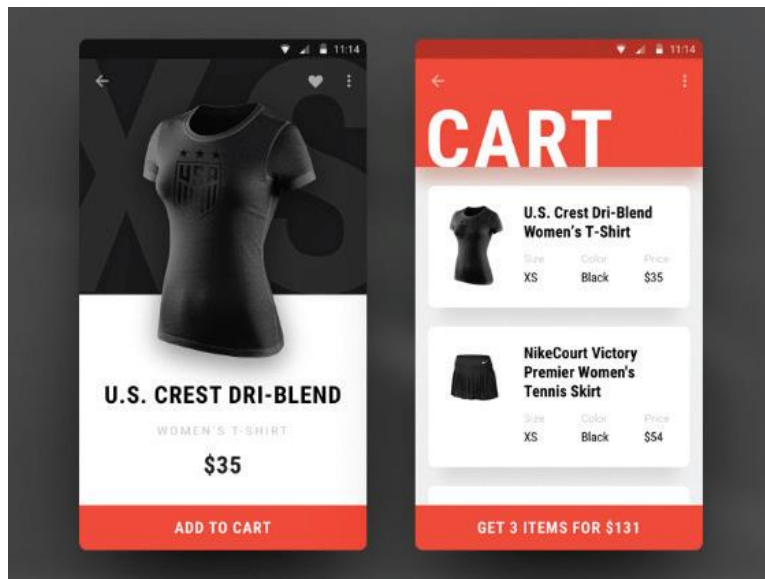 11:14
XS
U.S. CREST DRI-BLEND
WOMEN'S T-SHIRT
$35
ADD TO CART
11:14
CART
U.S. Crest Dri-Blend
Women's T-Shirt
Size Color Price
XS Black $35
NikeCourt Victory
Premier Women's
Tennis Skirt
Size Color Price
XS Black $54
GET 3 ITEMS FOR $131